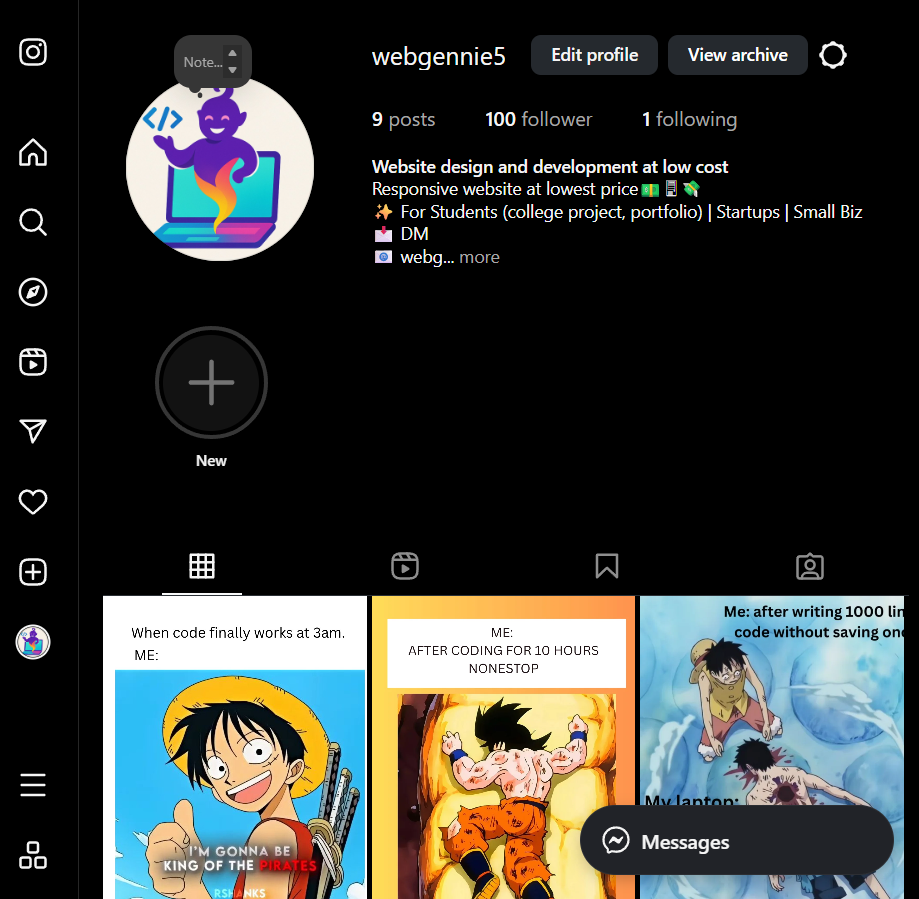 Note...
webgennie5
Edit profile
View archive
9 posts
100 follower
1 following
Website design and development at low cost
Responsive website at lowest price💵📱💸
✨ For Students (college project, portfolio) | Startups | Small Biz
📩 DM
📧 webg... more
</>
New
When code finally works at 3am.
ME:
I'M GONNA BE
KING OF THE PIRATES
RSHANKS
ME:
AFTER CODING FOR 10 HOURS
NONESTOP
Me: after writing 1000 lin
code without saving onc
My laptop:
Messages